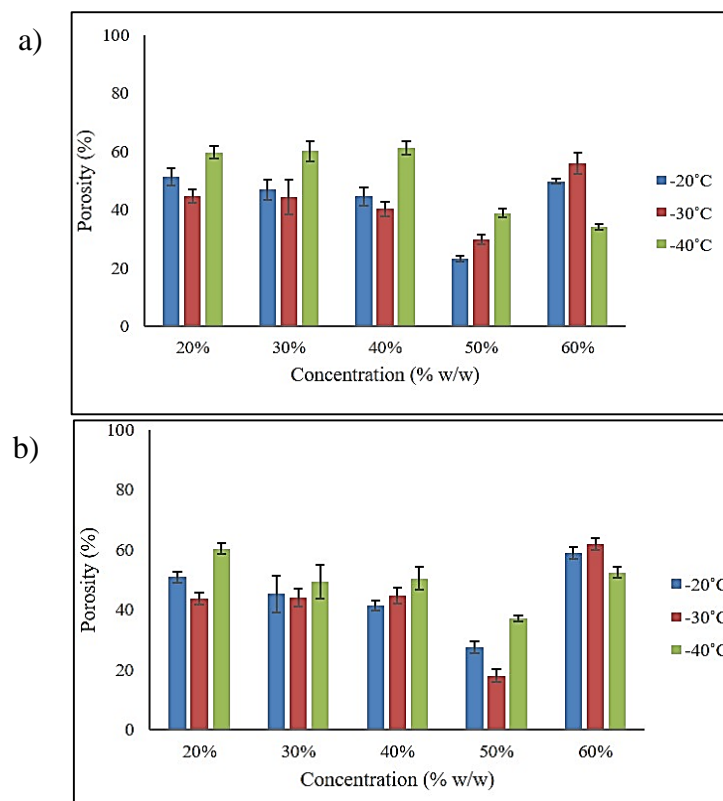 a)
100
80
60
40
20
0
Porosity (%)
20% 30% 40% 50% 60%
Concentration (% w/w)
-20°C
-30°C
-40°C
b)
100
80
60
40
20
0
Porosity (%)
20% 30% 40% 50% 60%
Concentration (% w/w)
-20°C
-30°C
-40°C